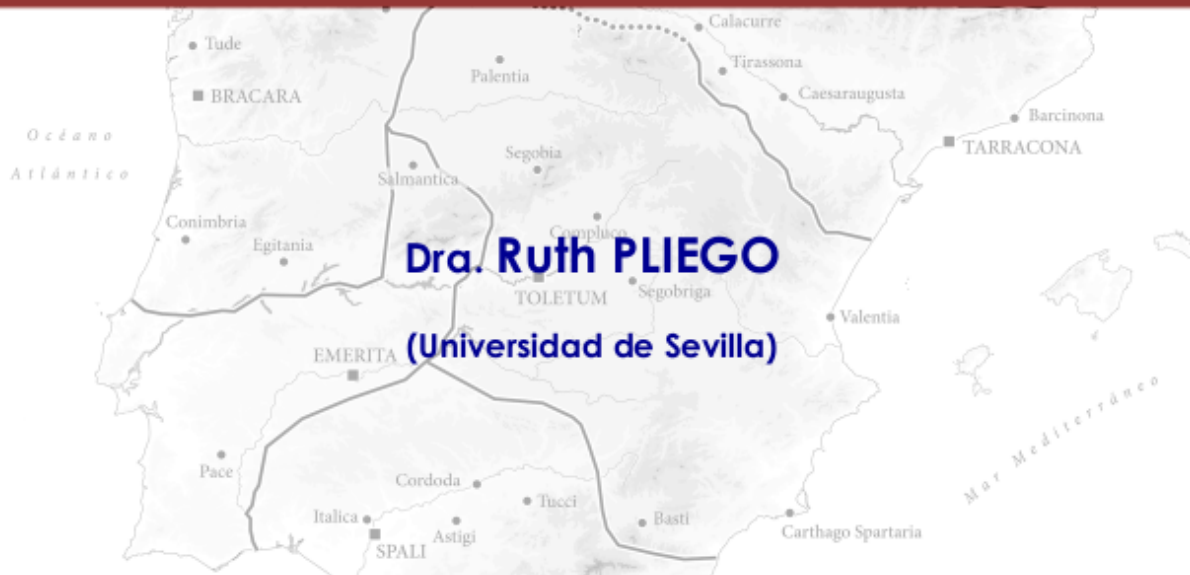 Calacurre
Tude
?
Tirassona
Palentia
BRACARA
Caesaraugusta
Barcinona
Océano
TARRACONA
Segobia
Atlántico
Salmantica
Conimbria
Compluco
Egitania
Dra. Ruth PLIEGO
TOLETUM
Segobriga
Valentia
(Universidad de Sevilla)
EMERITA
Mar Mediterráneo
Pace
Cordoda
Tucci
Italica
Basti
Astigi
Carthago Spartaria
SPALI